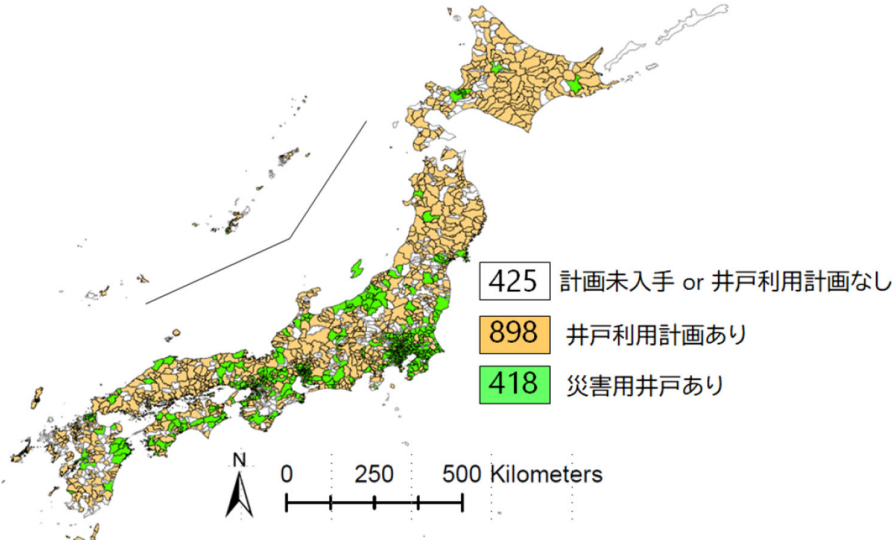 425 計画未入手 or 井戸利用計画なし
898 井戸利用計画あり
418 災害用井戸あり
N
0 250 500 Kilometers